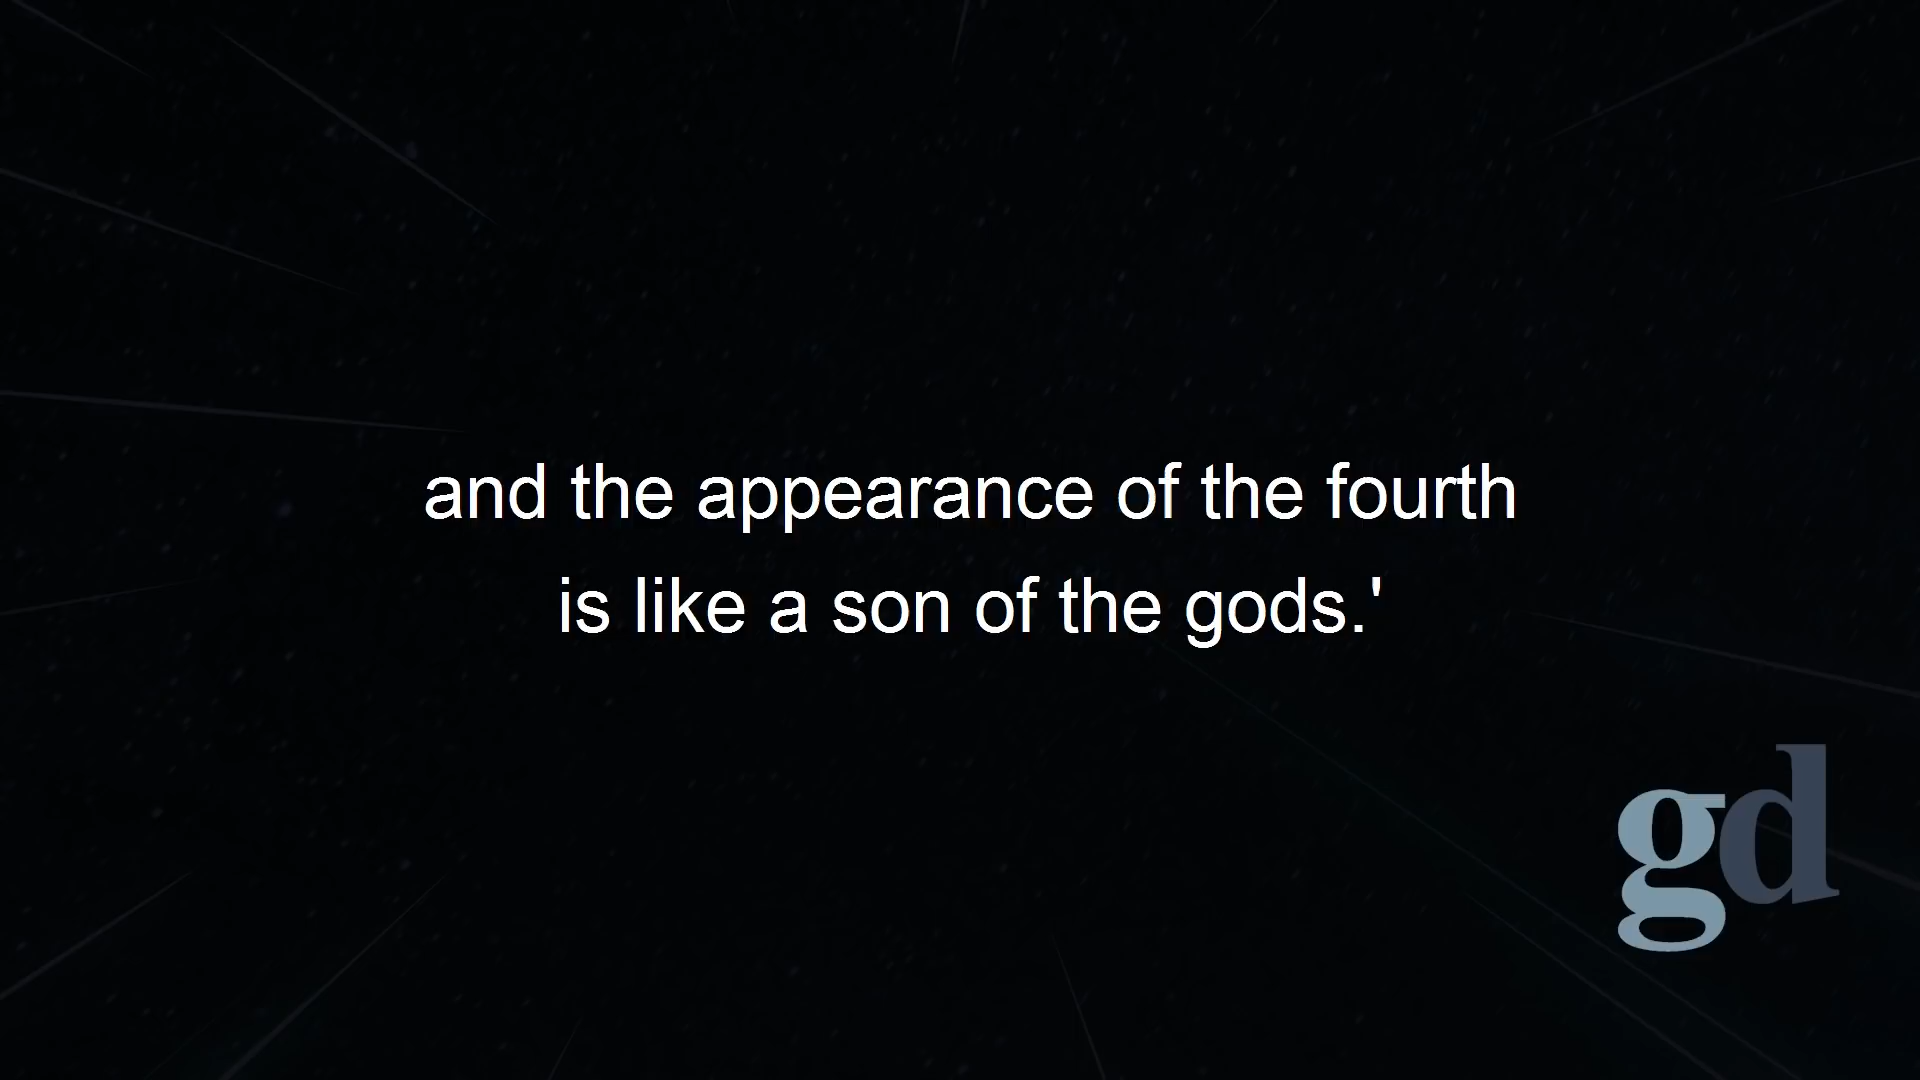 and the appearance of the fourth
is like a son of the gods.'
gd